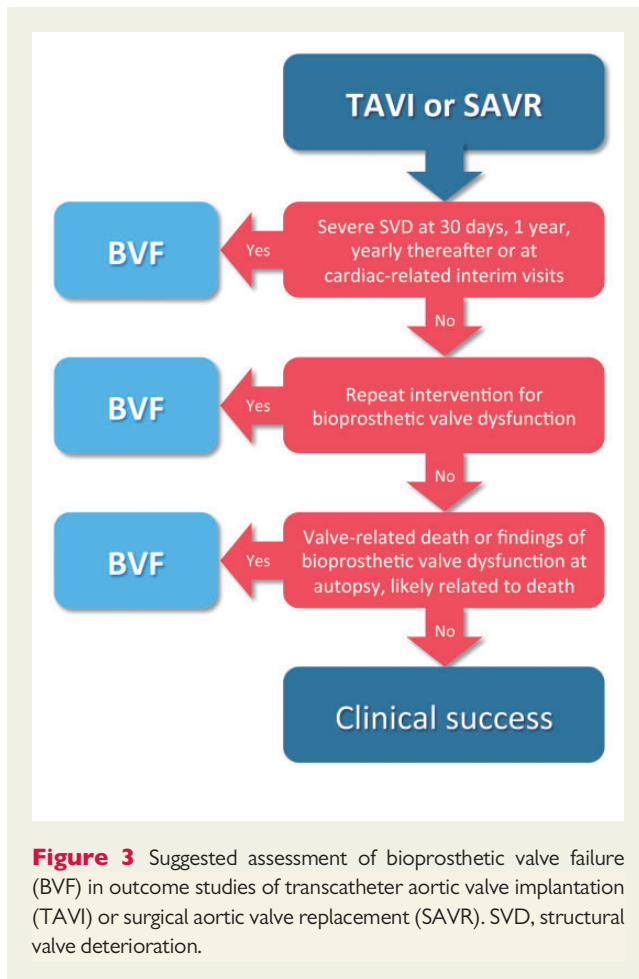 TAVI or SAVR
Severe SVD at 30 days, 1 year,
yearly thereafter or at
cardiac-related interim visits
Yes
BVF
No
Repeat intervention for
bioprosthetic valve dysfunction
Yes
BVF
No
Valve-related death or findings of
bioprosthetic valve dysfunction at
autopsy, likely related to death
Yes
BVF
No
Clinical success
Figure 3 Suggested assessment of bioprosthetic valve failure
(BVF) in outcome studies of transcatheter aortic valve implantation
(TAVI) or surgical aortic valve replacement (SAVR). SVD, structural
valve deterioration.